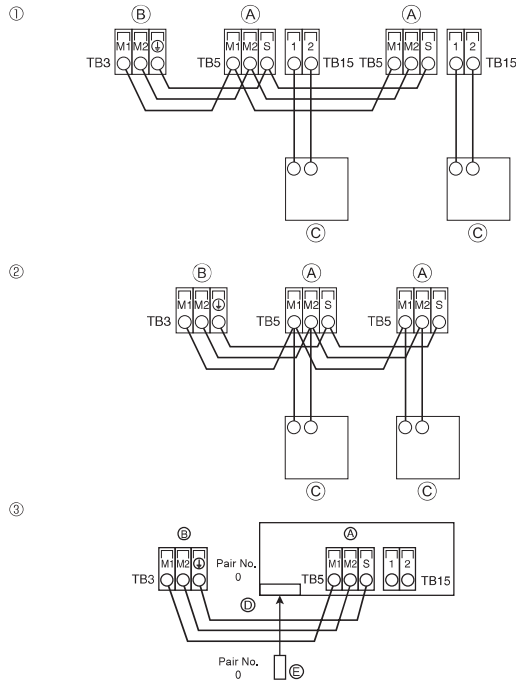 ①
Ⓑ Ⓐ Ⓐ
TB3 M1 M2 ⏚ TB5 M1 M2 S 1 2 TB15 TB5 M1 M2 S 1 2 TB15
Ⓒ Ⓒ
②
Ⓑ Ⓐ Ⓐ
TB3 M1 M2 ⏚ TB5 M1 M2 S TB5 M1 M2 S
Ⓒ Ⓒ
③
Ⓑ Ⓐ
TB3 M1 M2 ⏚ Pair No. 0 TB5 M1 M2 S 1 2 TB15
Ⓓ
Pair No. 0 Ⓔ